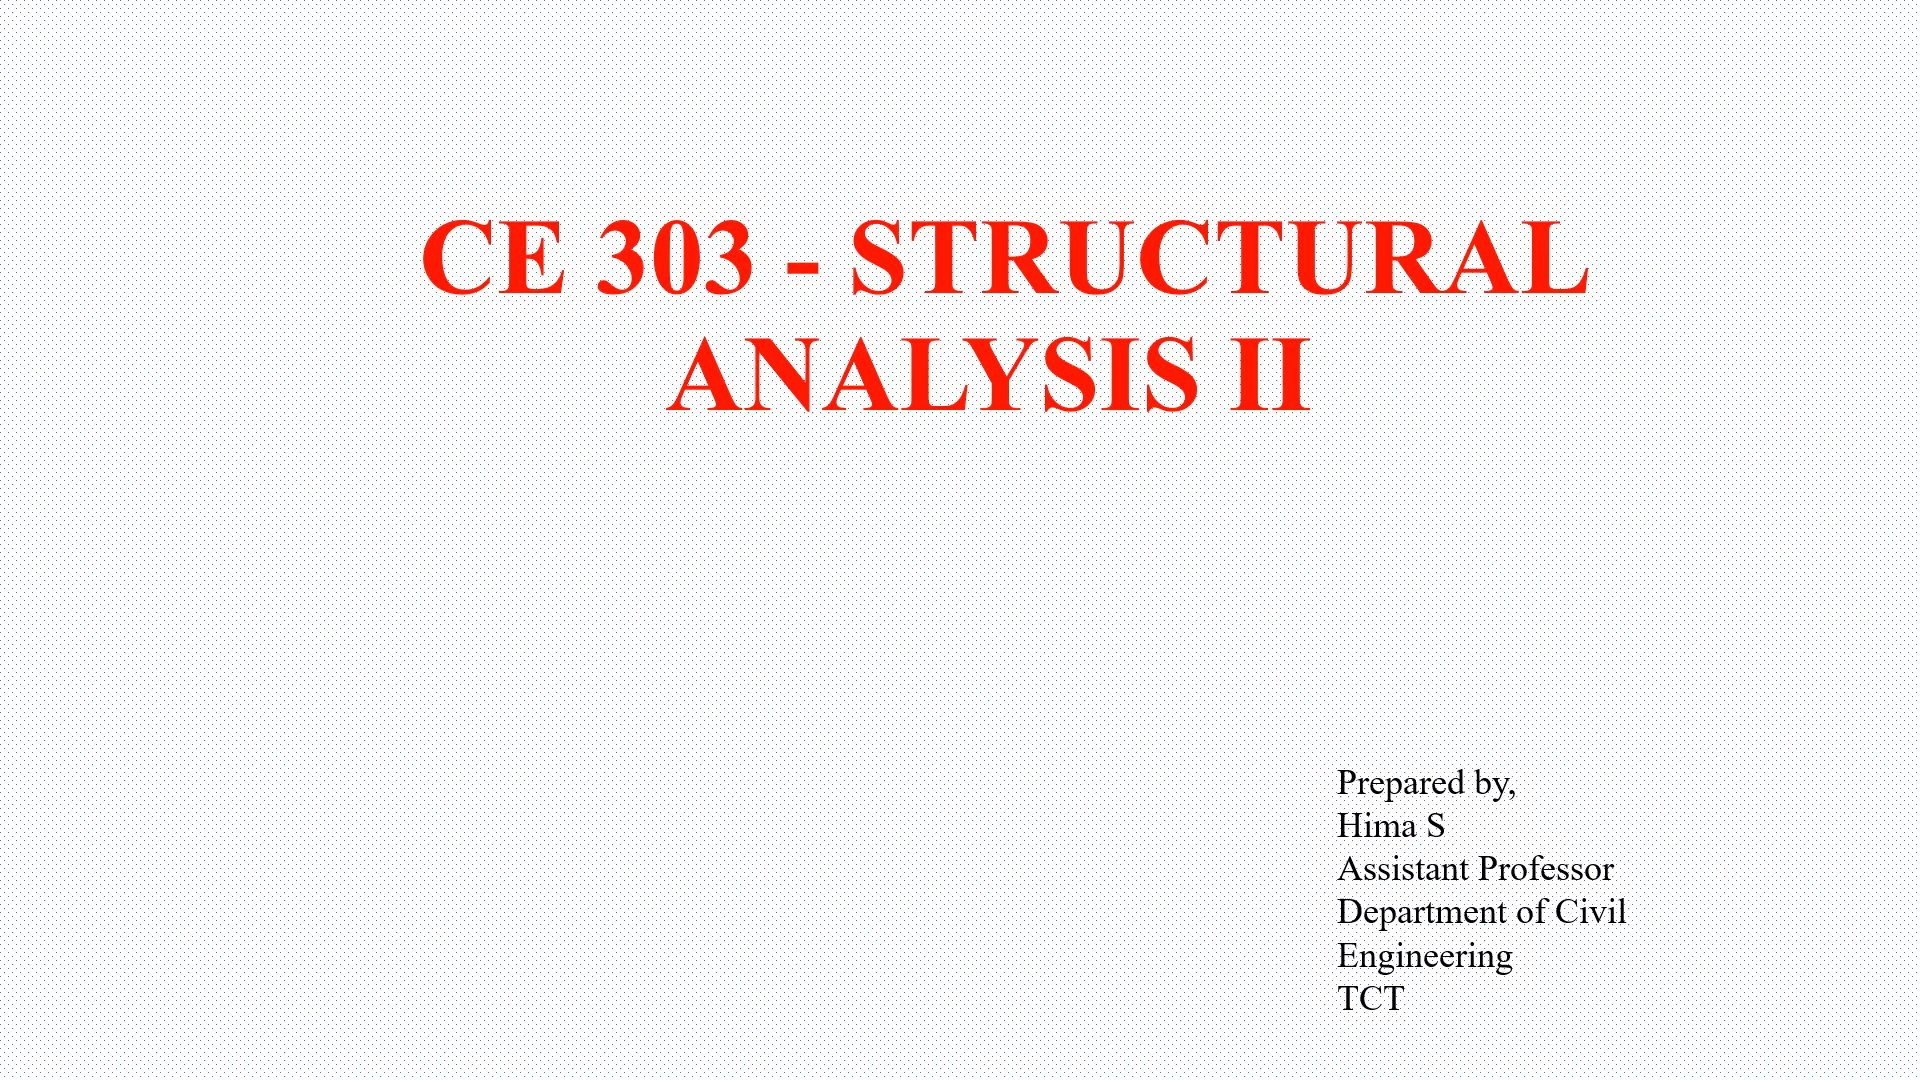 CE 303 - STRUCTURAL
ANALYSIS II
Prepared by,
Hima S
Assistant Professor
Department of Civil
Engineering
TCT